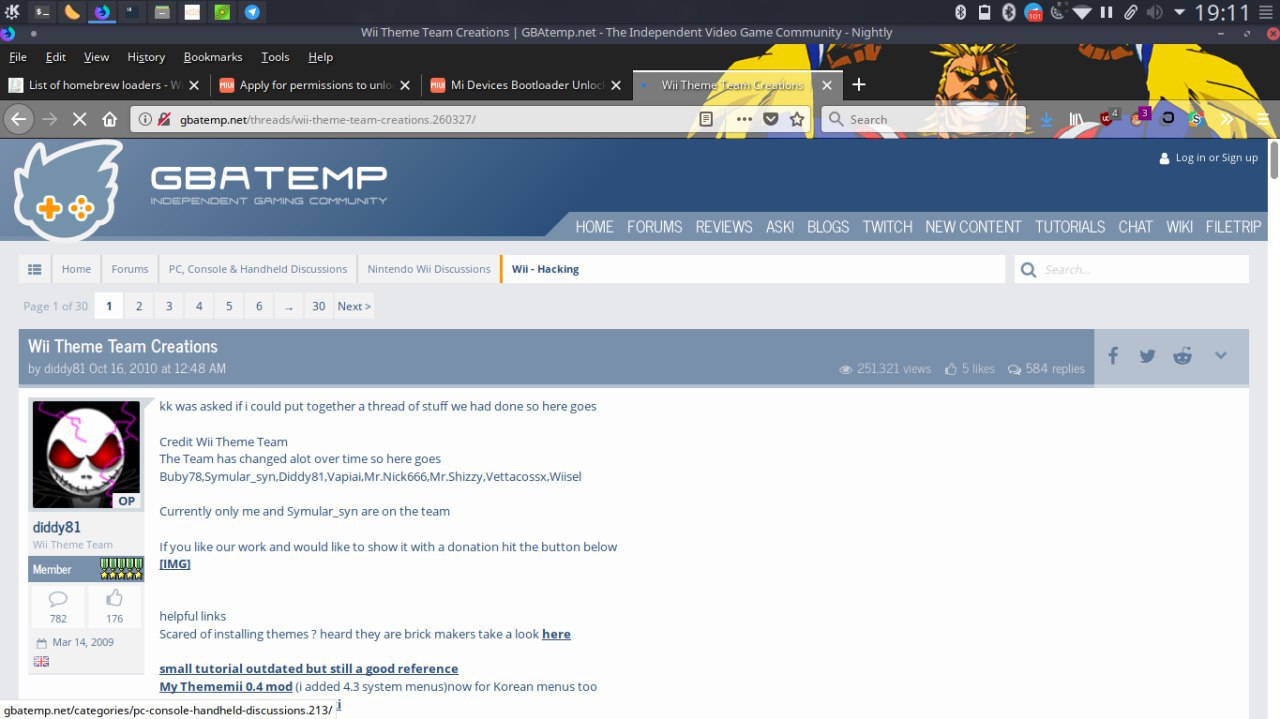 19:11
101
Wii Theme Team Creations | GBAtemp.net - The Independent Video Game Community - Nightly
File Edit View History Bookmarks Tools Help
List of homebrew loaders - W
MIUI Apply for permissions to unlo
MIUI Mi Devices Bootloader Unloc
Wii Theme Team Creations
gbatemp.net/threads/wii-theme-team-creations.260327/
Search
4
3
Log in or Sign up
GBATEMP
INDEPENDENT GAMING COMMUNITY
HOME FORUMS REVIEWS ASK! BLOGS TWITCH NEW CONTENT TUTORIALS CHAT WIKI FILETRIP
Home Forums PC, Console & Handheld Discussions Nintendo Wii Discussions Wii - Hacking
Search...
Page 1 of 30 1 2 3 4 5 6 → 30 Next >
Wii Theme Team Creations
by diddy81 Oct 16, 2010 at 12:48 AM
251,321 views 5 likes 584 replies
OP
diddy81
Wii Theme Team
Member
782 176
Mar 14, 2009
kk was asked if i could put together a thread of stuff we had done so here goes
Credit Wii Theme Team
The Team has changed alot over time so here goes
Buby78,Symular_syn,Diddy81,Vapiai,Mr.Nick666,Mr.Shizzy,Vettacossx,Wiisel
Currently only me and Symular_syn are on the team
If you like our work and would like to show it with a donation hit the button below
[IMG]
helpful links
Scared of installing themes ? heard they are brick makers take a look here
small tutorial outdated but still a good reference
My Thememii 0.4 mod (i added 4.3 system menus)now for Korean menus too
gbatemp.net/categories/pc-console-handheld-discussions.213/